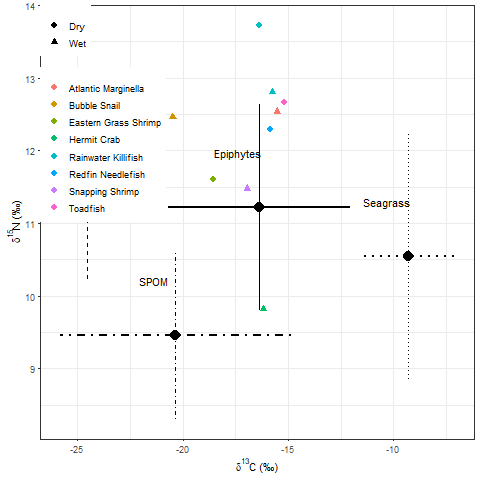 14
13
12
11
10
9
δ¹⁵N (‰)
Dry
Wet
Atlantic Marginella
Bubble Snail
Eastern Grass Shrimp
Hermit Crab
Rainwater Killifish
Redfin Needlefish
Snapping Shrimp
Toadfish
Epiphytes
Seagrass
SPOM
-25 -20 -15 -10
δ¹³C (‰)